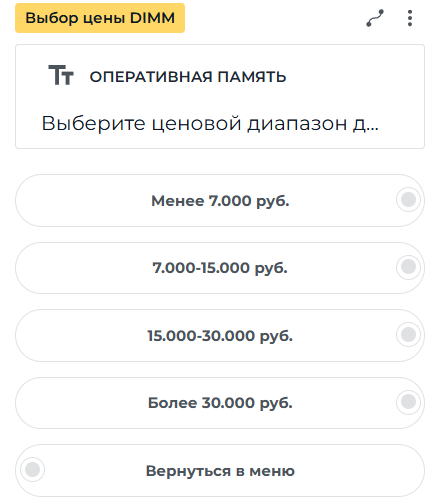 Выбор цены DIMM
Тт ОПЕРАТИВНАЯ ПАМЯТЬ
Выберите ценовой диапазон д...
Менее 7.000 руб.
7.000-15.000 руб.
15.000-30.000 руб.
Более 30.000 руб.
Вернуться в меню